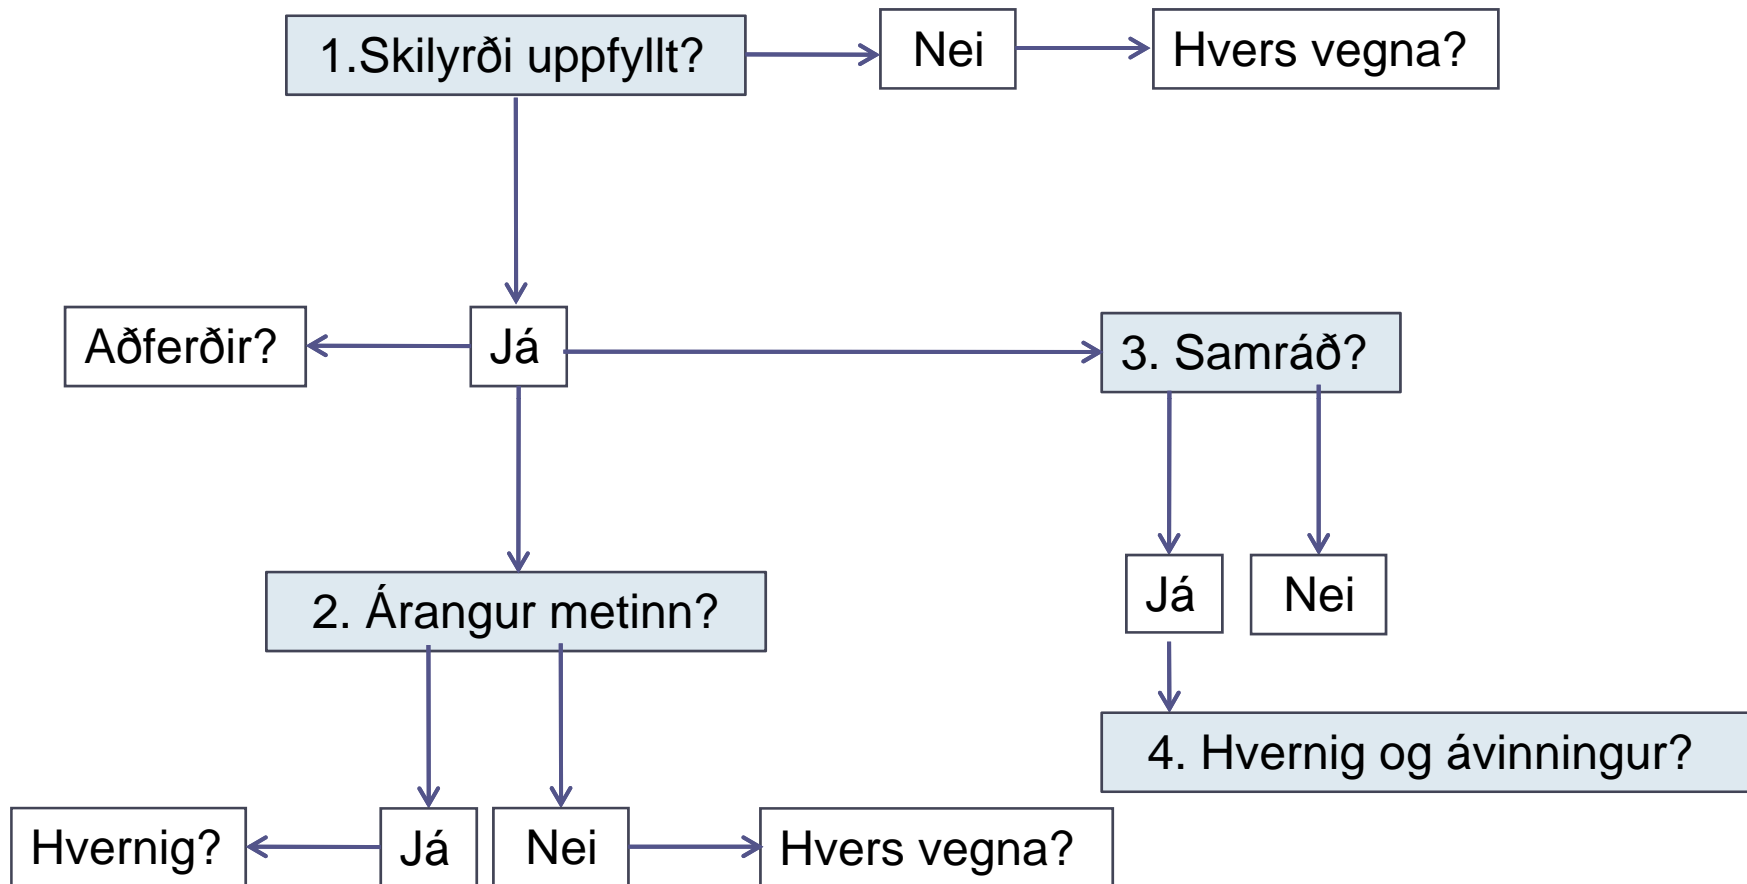 1.Skilyrði uppfyllt?
Nei
Hvers vegna?
Aðferðir?
Já
3. Samráð?
Já
Nei
2. Árangur metinn?
4. Hvernig og ávinningur?
Hvernig?
Já
Nei
Hvers vegna?